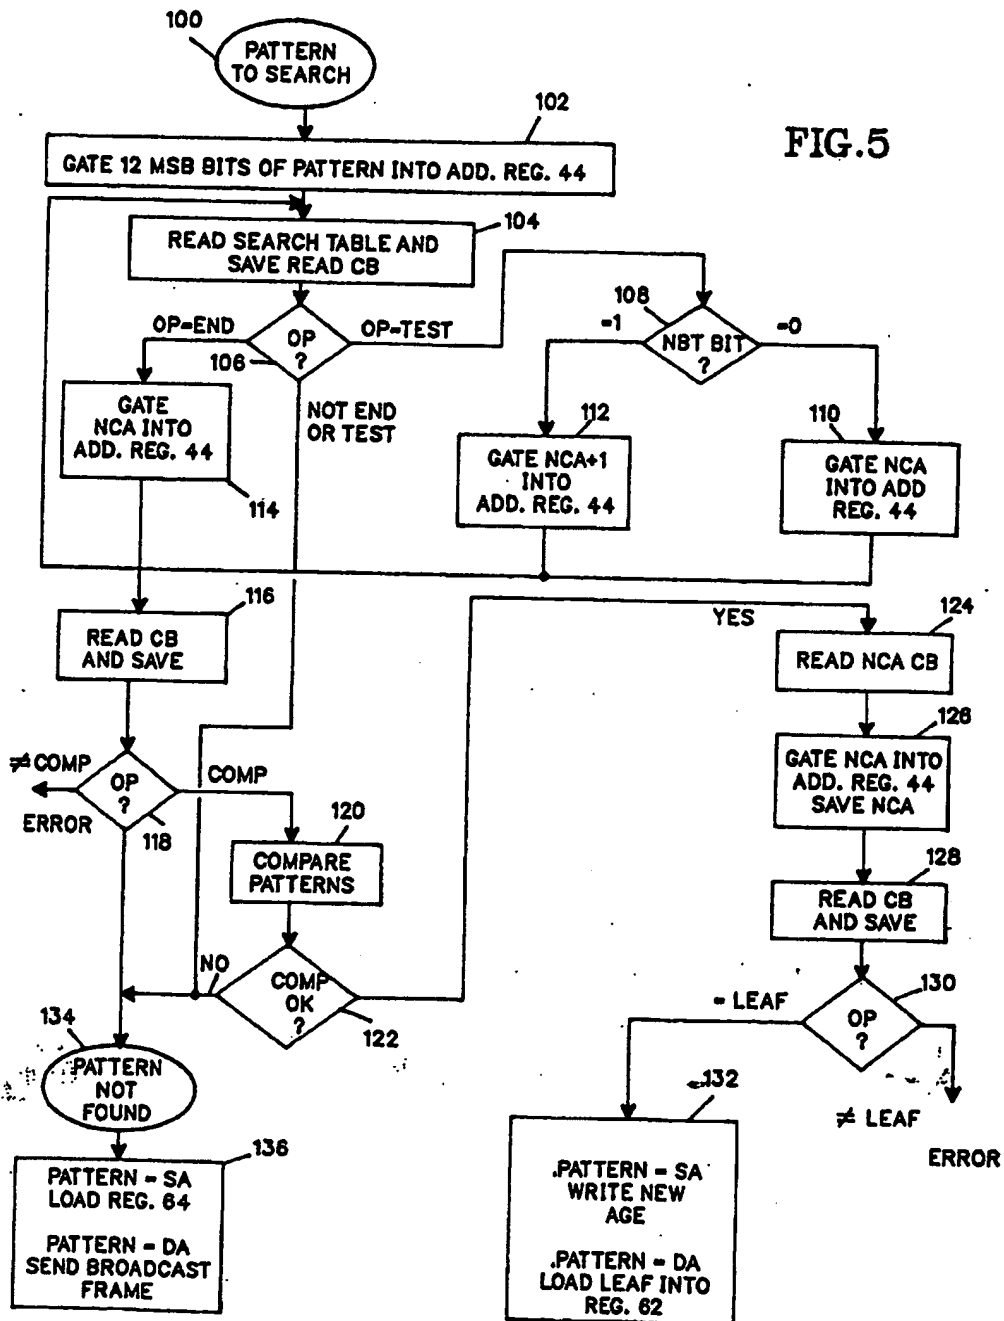 100
PATTERN
TO SEARCH
FIG.5
102
GATE 12 MSB BITS OF PATTERN INTO ADD. REG. 44
104
READ SEARCH TABLE AND
SAVE READ CB
OP=END
OP
?
106
OP=TEST
NOT END
OR TEST
108
NBT BIT
?
=1
=0
GATE
NCA INTO
ADD. REG. 44
114
112
GATE NCA+1
INTO
ADD. REG. 44
110
GATE NCA
INTO ADD
REG. 44
116
READ CB
AND SAVE
YES
124
READ NCA CB
126
GATE NCA INTO
ADD. REG. 44
SAVE NCA
≠ COMP
ERROR
OP
?
118
COMP
120
COMPARE
PATTERNS
128
READ CB
AND SAVE
NO
COMP
OK
?
122
= LEAF
OP
?
130
≠ LEAF
ERROR
134
PATTERN
NOT
FOUND
136
PATTERN = SA
LOAD REG. 64
PATTERN = DA
SEND BROADCAST
FRAME
132
.PATTERN = SA
WRITE NEW
AGE
.PATTERN = DA
LOAD LEAF INTO
REG. 62